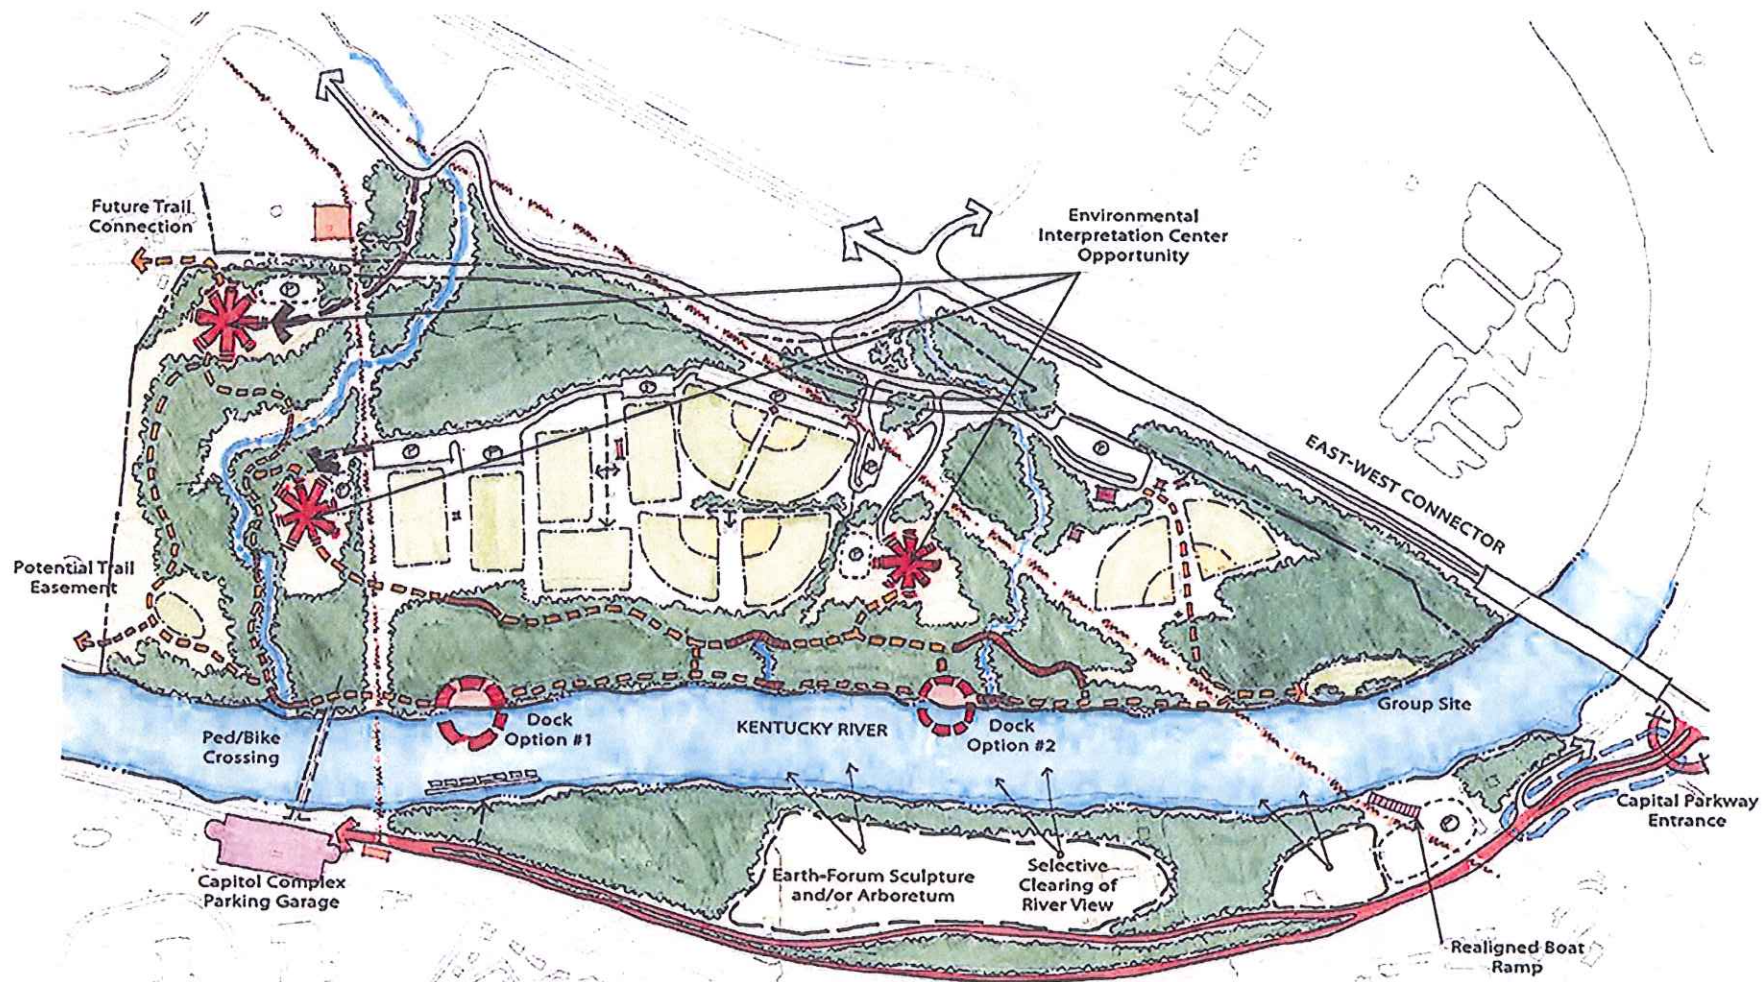 Future Trail
Connection
Environmental
Interpretation Center
Opportunity
EAST-WEST CONNECTOR
Potential Trail
Easement
Ped/Bike
Crossing
Dock
Option #1
KENTUCKY RIVER
Dock
Option #2
Group Site
Capital Parkway
Entrance
Capitol Complex
Parking Garage
Earth-Forum Sculpture
and/or Arboretum
Selective
Clearing of
River View
Realigned Boat
Ramp
P
P
P
P
P
P
P
P
P
P